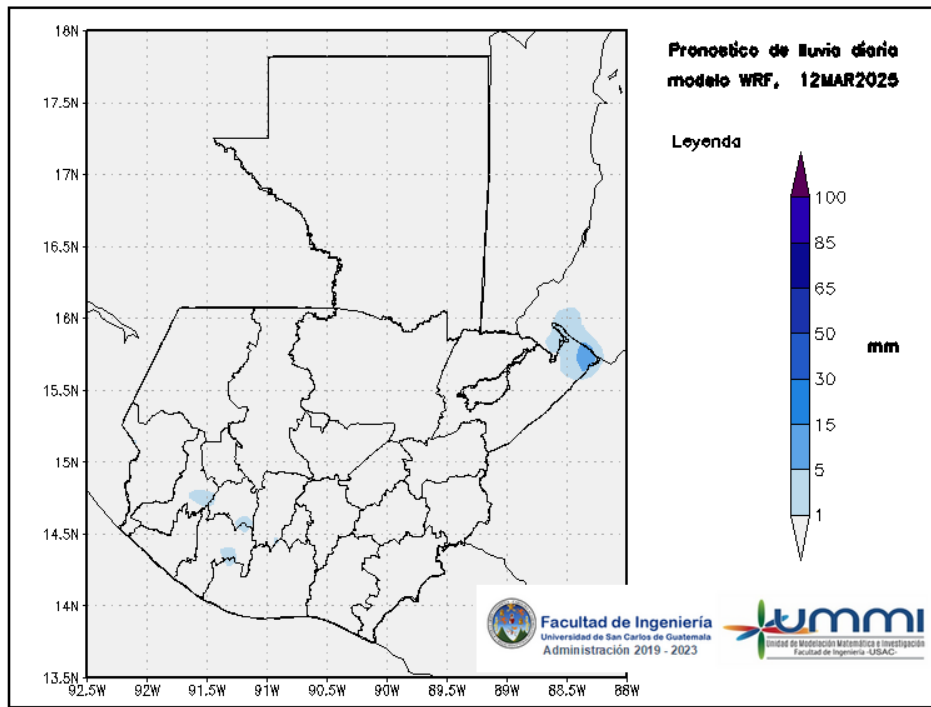 Pronostico de lluvia diaria
modelo WRF, 12MAR2025
Leyenda
100
85
65
50
30
15
5
1
mm
18N
17.5N
17N
16.5N
16N
15.5N
15N
14.5N
14N
13.5N
92.5W
92W
91.5W
91W
90.5W
90W
89.5W
89W
88.5W
88W
Facultad de Ingeniería
Universidad de San Carlos de Guatemala
Administración 2019 - 2023
ummi
Unidad de Modelación Matemática e Investigación
Facultad de Ingeniería -USAC-